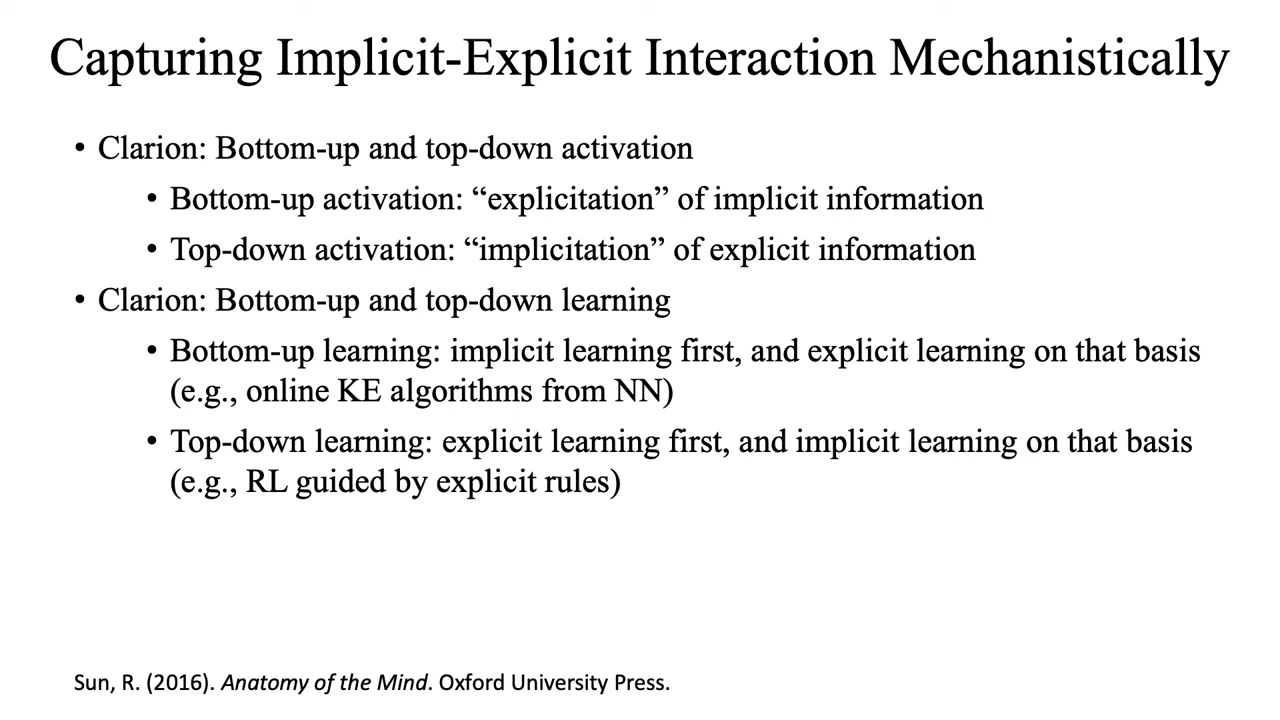 Capturing Implicit-Explicit Interaction Mechanistically
• Clarion: Bottom-up and top-down activation
• Bottom-up activation: “explicitation” of implicit information
• Top-down activation: “implicitation” of explicit information
• Clarion: Bottom-up and top-down learning
• Bottom-up learning: implicit learning first, and explicit learning on that basis
(e.g., online KE algorithms from NN)
• Top-down learning: explicit learning first, and implicit learning on that basis
(e.g., RL guided by explicit rules)
Sun, R. (2016). Anatomy of the Mind. Oxford University Press.